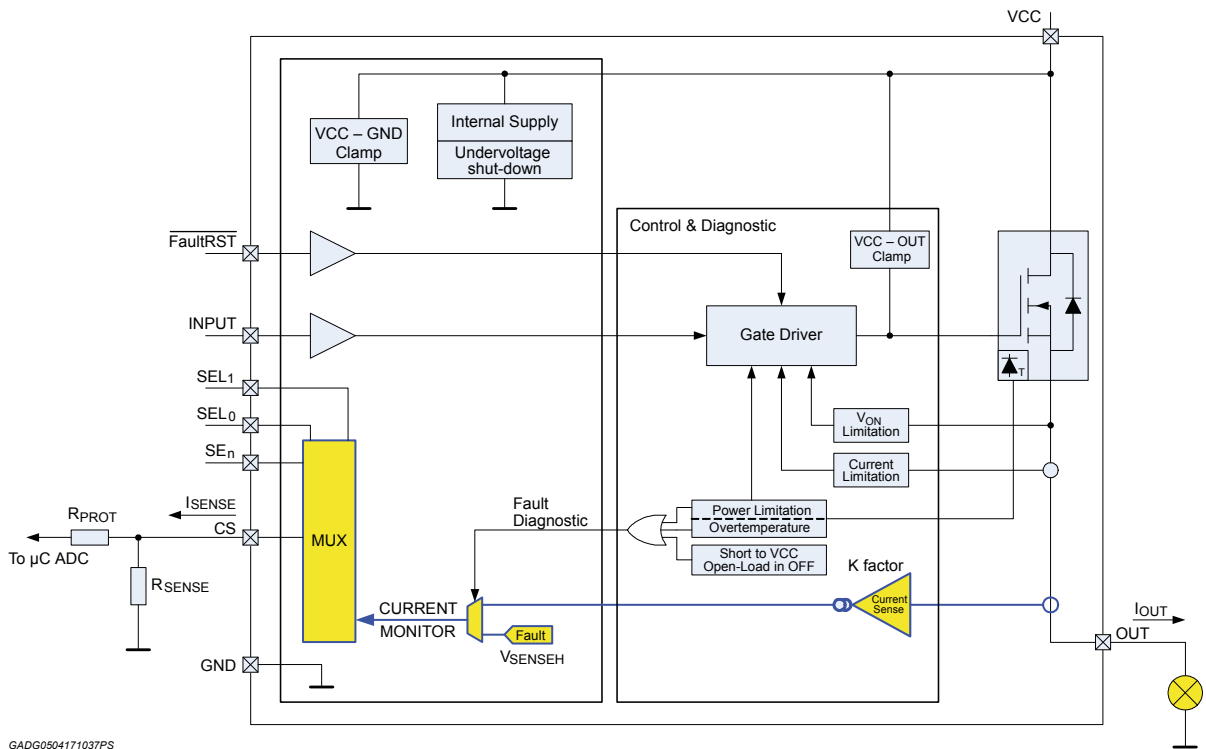 VCC
VCC – GND
Clamp
Internal Supply
Undervoltage
shut-down
Control & Diagnostic
FaultRST
VCC – OUT
Clamp
INPUT
Gate Driver
T
SEL1
SEL0
SEn
VON
Limitation
Current
Limitation
ISENSE
RPROT
CS
To µC ADC
RSENSE
MUX
Fault
Diagnostic
Power Limitation
Overtemperature
Short to VCC
Open-Load in OFF
K factor
Current
Sense
CURRENT
MONITOR
Fault
VSENSEH
IOUT
OUT
GND
GADG0504171037PS